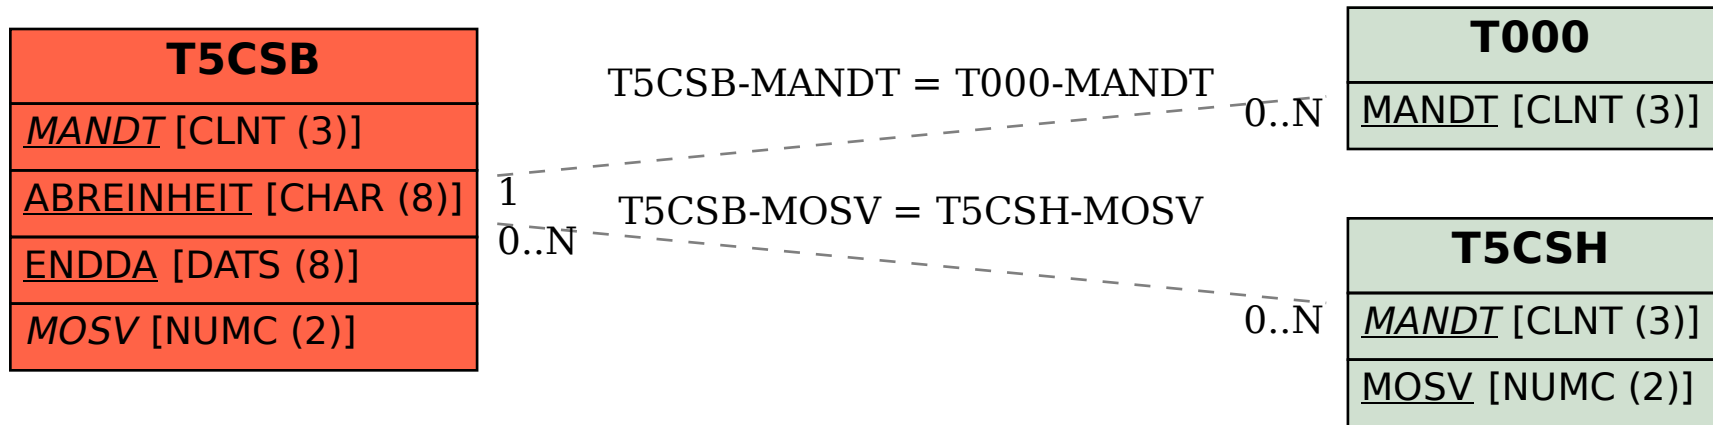 T5CSB
MANDT [CLNT (3)]
ABREINHEIT [CHAR (8)]
ENDDA [DATS (8)]
MOSV [NUMC (2)]
T5CSB-MANDT = T000-MANDT
1
0..N
T5CSB-MOSV = T5CSH-MOSV
0..N
0..N
T000
MANDT [CLNT (3)]
T5CSH
MANDT [CLNT (3)]
MOSV [NUMC (2)]